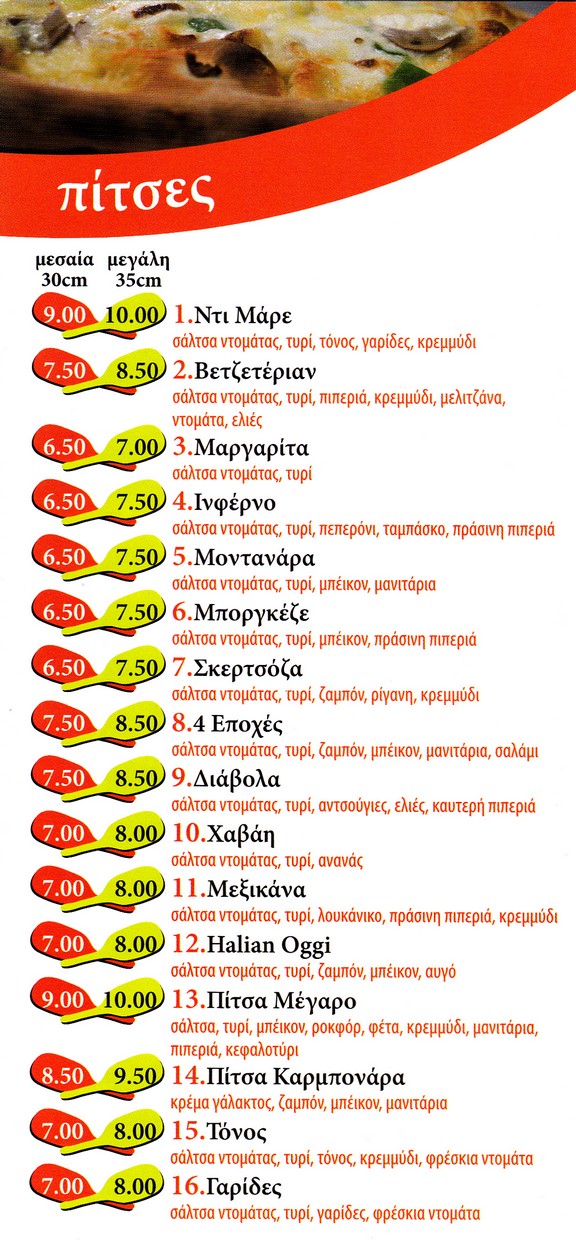 πίτσες
μεσαία μεγάλη
30cm 35cm
9.00 10.00 1.Ντι Μάρε
σάλτσα ντομάτας, τυρί, τόνος, γαρίδες, κρεμμύδι
7.50 8.50 2.Βετζετέριαν
σάλτσα ντομάτας, τυρί, πιπεριά, κρεμμύδι, μελιτζάνα,
ντομάτα, ελιές
6.50 7.00 3.Μαργαρίτα
σάλτσα ντομάτας, τυρί
6.50 7.50 4.Ινφέρνο
σάλτσα ντομάτας, τυρί, πεπερόνι, ταμπάσκο, πράσινη πιπεριά
6.50 7.50 5.Μοντανάρα
σάλτσα ντομάτας, τυρί, μπέικον, μανιτάρια
6.50 7.50 6.Μποργκέζε
σάλτσα ντομάτας, τυρί, μπέικον, πράσινη πιπεριά
6.50 7.50 7.Σκερτσόζα
σάλτσα ντομάτας, τυρί, ζαμπόν, ρίγανη, κρεμμύδι
7.50 8.50 8.4 Εποχές
σάλτσα ντομάτας, τυρί, ζαμπόν, μπέικον, μανιτάρια, σαλάμι
7.50 8.50 9.Διάβολα
σάλτσα ντομάτας, τυρί, αντσούγιες, ελιές, καυτερή πιπεριά
7.00 8.00 10.Χαβάη
σάλτσα ντομάτας, τυρί, ανανάς
7.00 8.00 11.Μεξικάνα
σάλτσα ντομάτας, τυρί, λουκάνικο, πράσινη πιπεριά, κρεμμύδι
7.00 8.00 12.Halian Oggi
σάλτσα ντομάτας, τυρί, ζαμπόν, μπέικον, αυγό
9.00 10.00 13.Πίτσα Μέγαρο
σάλτσα, τυρί, μπέικον, ροκφόρ, φέτα, κρεμμύδι, μανιτάρια,
πιπεριά, κεφαλοτύρι
8.50 9.50 14.Πίτσα Καρμπονάρα
κρέμα γάλακτος, ζαμπόν, μπέικον, μανιτάρια
7.00 8.00 15.Τόνος
σάλτσα ντομάτας, τυρί, τόνος, κρεμμύδι, φρέσκια ντομάτα
7.00 8.00 16.Γαρίδες
σάλτσα ντομάτας, τυρί, γαρίδες, φρέσκια ντομάτα